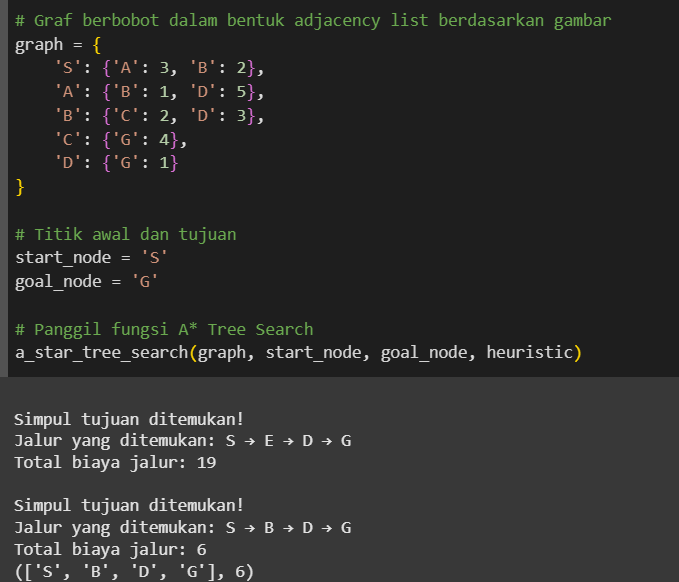 # Graf berbobot dalam bentuk adjacency list berdasarkan gambar
graph = {
    'S': {'A': 3, 'B': 2},
    'A': {'B': 1, 'D': 5},
    'B': {'C': 2, 'D': 3},
    'C': {'G': 4},
    'D': {'G': 1}
}

# Titik awal dan tujuan
start_node = 'S'
goal_node = 'G'

# Panggil fungsi A* Tree Search
a_star_tree_search(graph, start_node, goal_node, heuristic)

Simpul tujuan ditemukan!
Jalur yang ditemukan: S → E → D → G
Total biaya jalur: 19

Simpul tujuan ditemukan!
Jalur yang ditemukan: S → B → D → G
Total biaya jalur: 6
(['S', 'B', 'D', 'G'], 6)